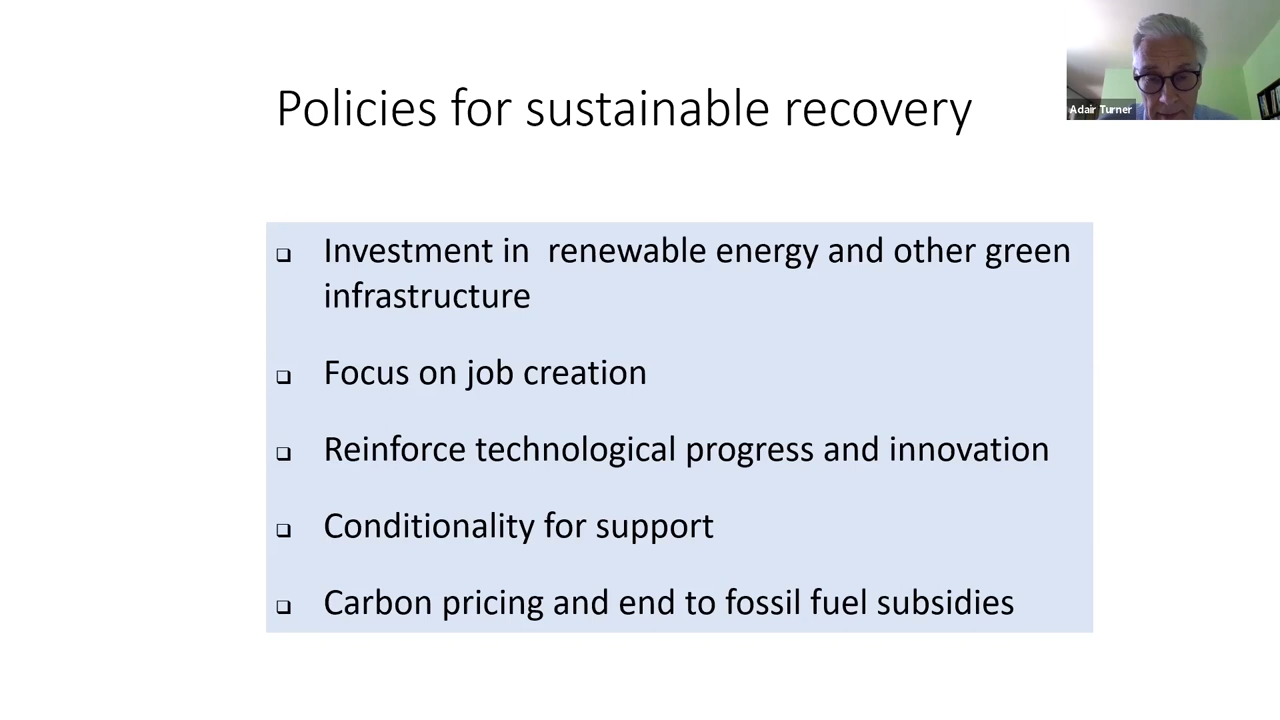 Policies for sustainable recovery
Adair Turner
Investment in  renewable energy and other green
infrastructure
Focus on job creation
Reinforce technological progress and innovation
Conditionality for support
Carbon pricing and end to fossil fuel subsidies